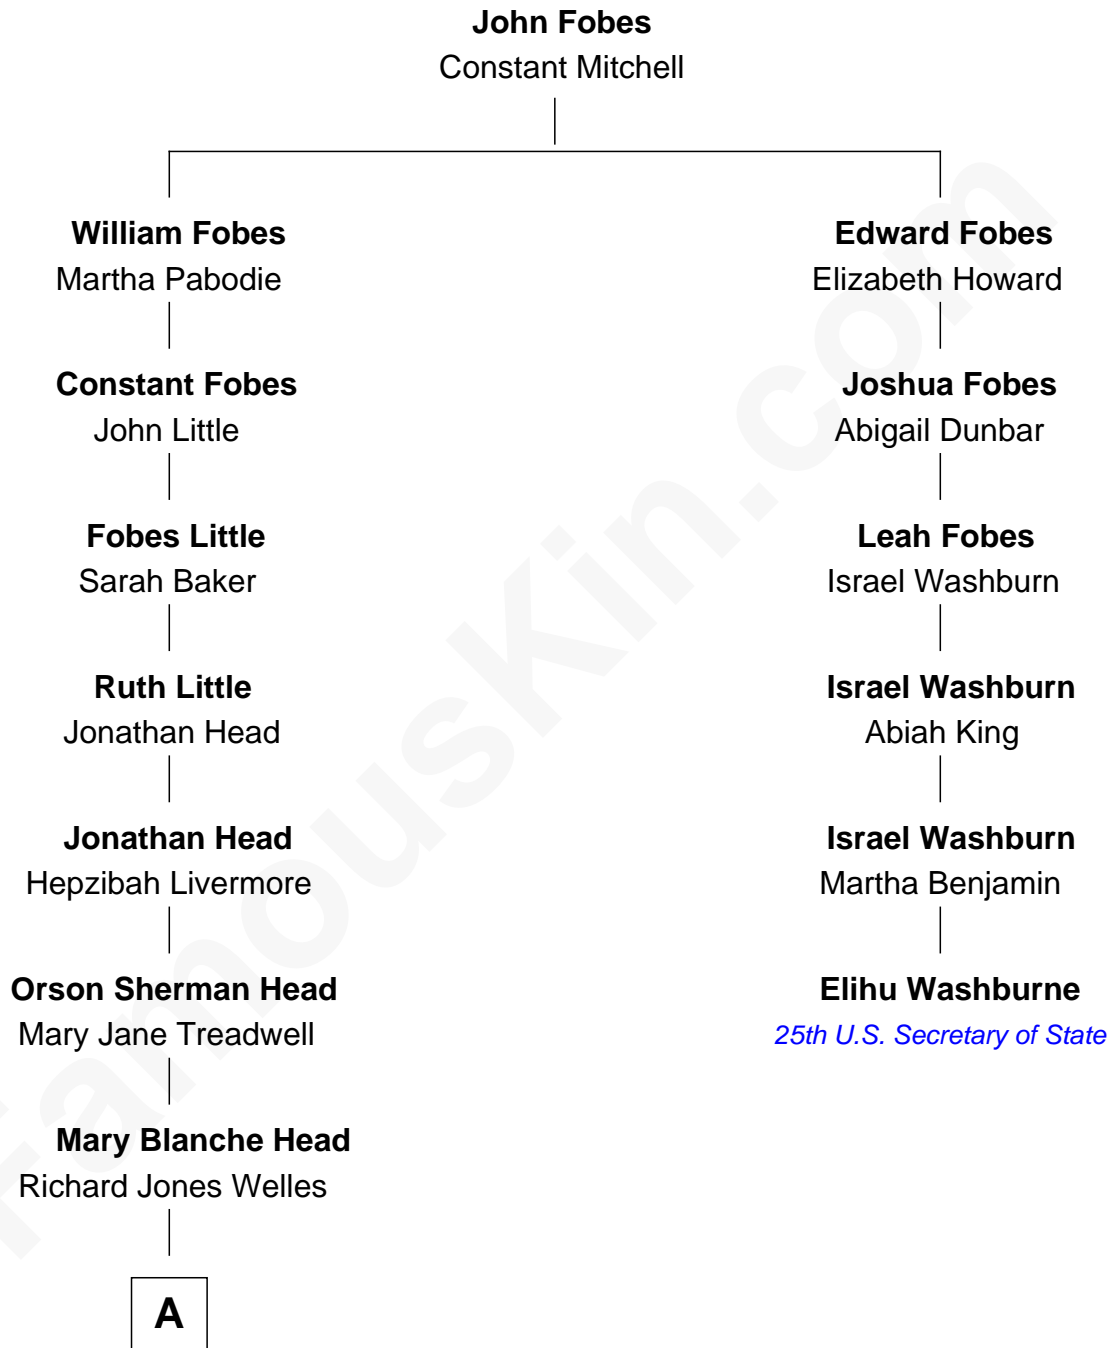 John Fobes
Constant Mitchell
William Fobes
Martha Pabodie
Edward Fobes
Elizabeth Howard
Constant Fobes
John Little
Joshua Fobes
Abigail Dunbar
Fobes Little
Sarah Baker
Leah Fobes
Israel Washburn
Ruth Little
Jonathan Head
Israel Washburn
Abiah King
Jonathan Head
Hepzibah Livermore
Israel Washburn
Martha Benjamin
Orson Sherman Head
Mary Jane Treadwell
Elihu Washburne
25th U.S. Secretary of State
Mary Blanche Head
Richard Jones Welles
A
FamousKin.com